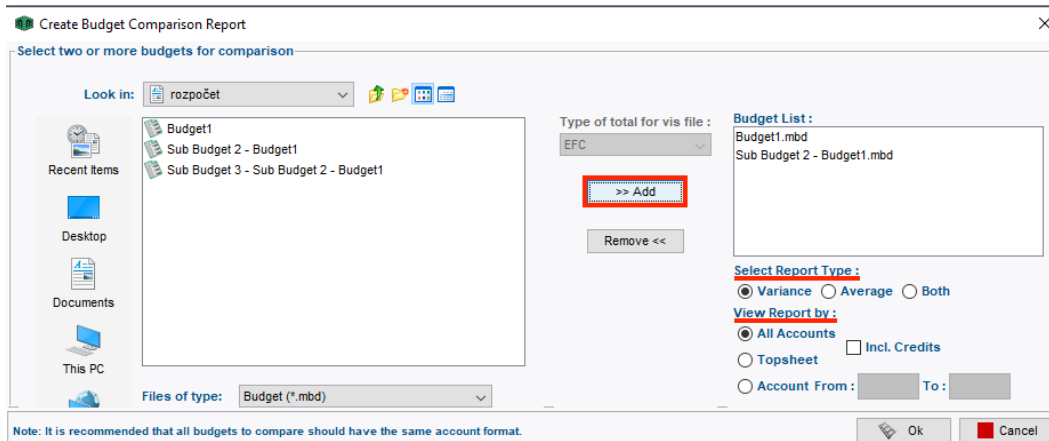 Create Budget Comparison Report
Select two or more budgets for comparison
Look in:
rozpočet
Recent Items
Desktop
Documents
This PC
Budget1
Sub Budget 2 - Budget1
Sub Budget 3 - Sub Budget 2 - Budget1
Files of type:
Budget (*.mbd)
Type of total for vis file :
EFC
>> Add
Remove <<
Budget List :
Budget1.mbd
Sub Budget 2 - Budget1.mbd
Select Report Type :
Variance Average Both
View Report by :
All Accounts
Incl. Credits
Topsheet
Account From : To :
Note: It is recommended that all budgets to compare should have the same account format.
Ok
Cancel